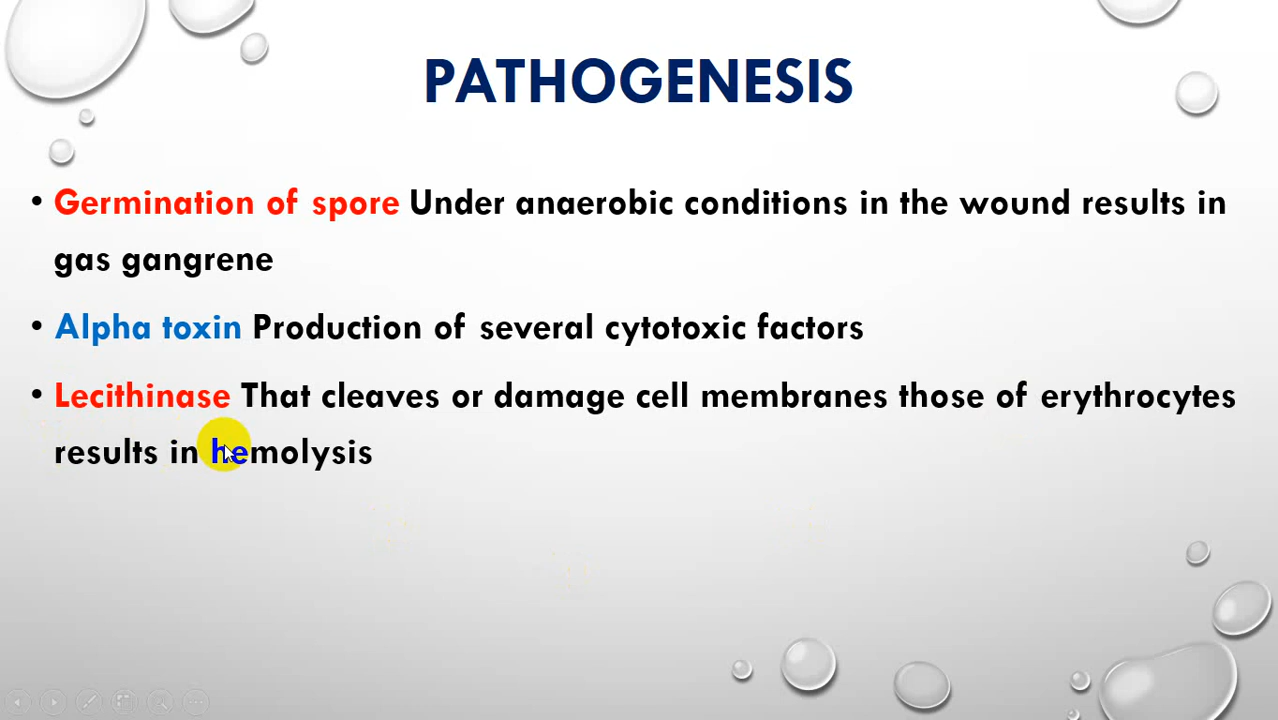 PATHOGENESIS
• Germination of spore Under anaerobic conditions in the wound results in
gas gangrene
• Alpha toxin Production of several cytotoxic factors
• Lecithinase That cleaves or damage cell membranes those of erythrocytes
results in hemolysis